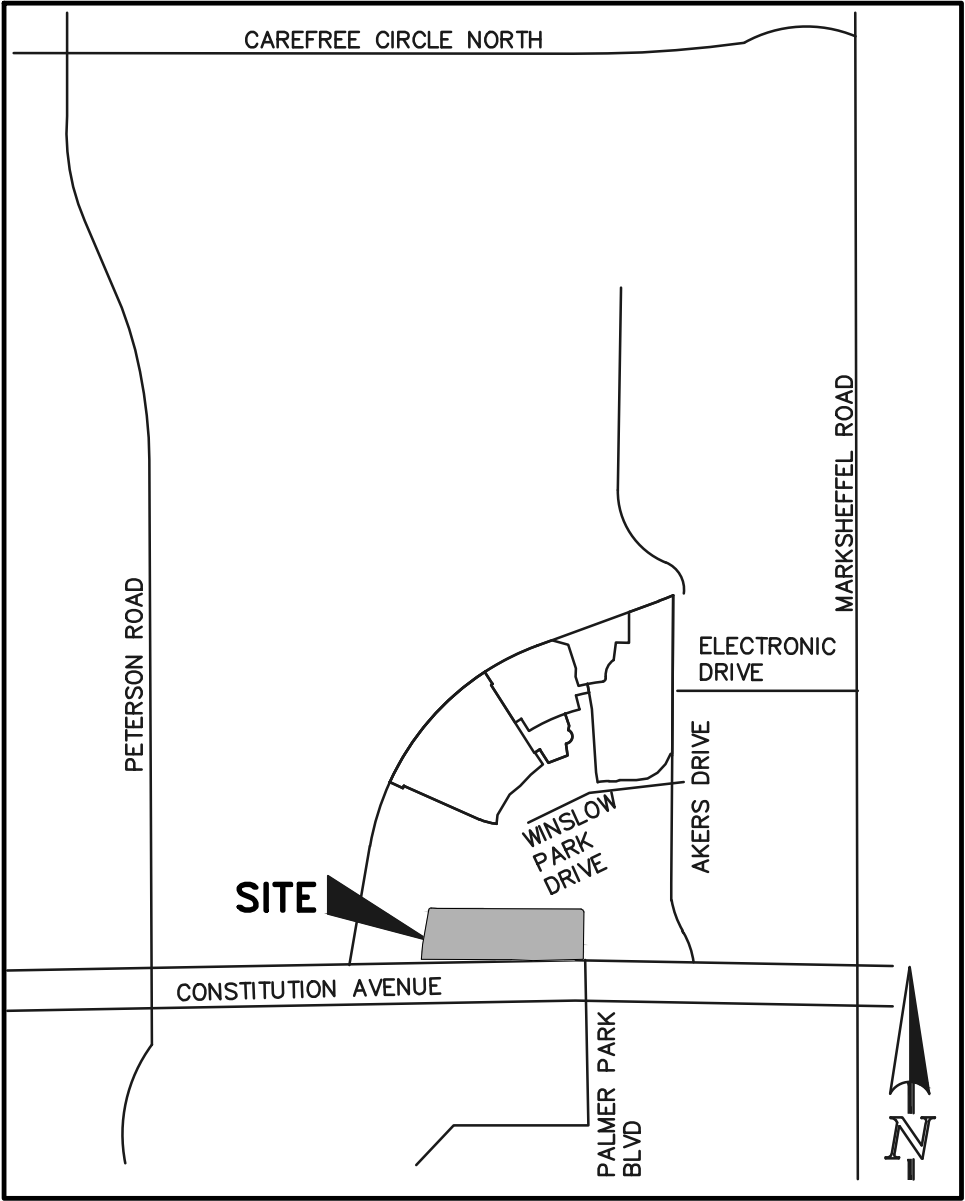 CAREFREE CIRCLE NORTH
MARKSHEFFEL ROAD
PETERSON ROAD
ELECTRONIC
DRIVE
AKERS DRIVE
WINSLOW
PARK
DRIVE
SITE
CONSTITUTION AVENUE
PALMER PARK
BLVD
N